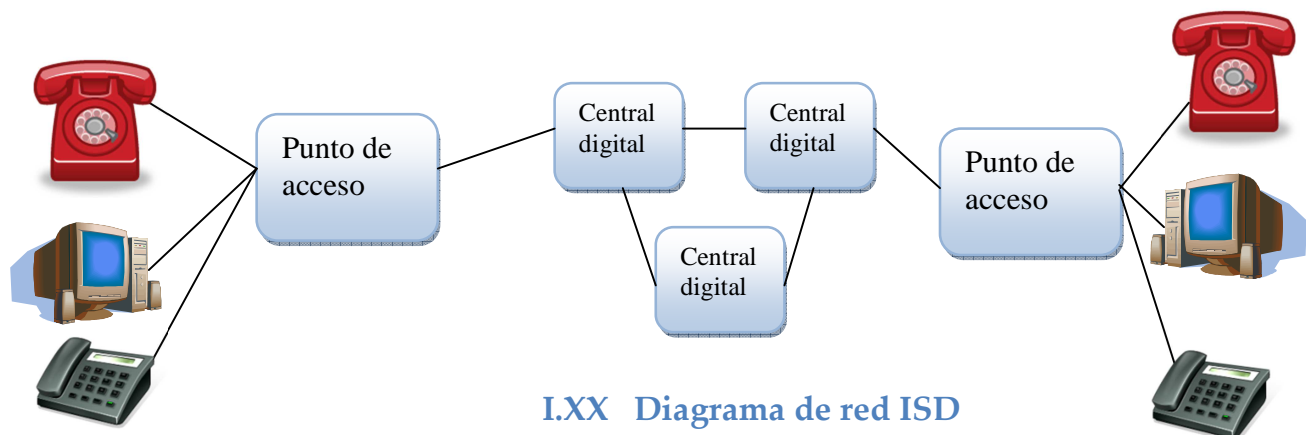 Punto de
acceso
Central
digital
Central
digital
Central
digital
Punto de
acceso
I.XX Diagrama de red ISD